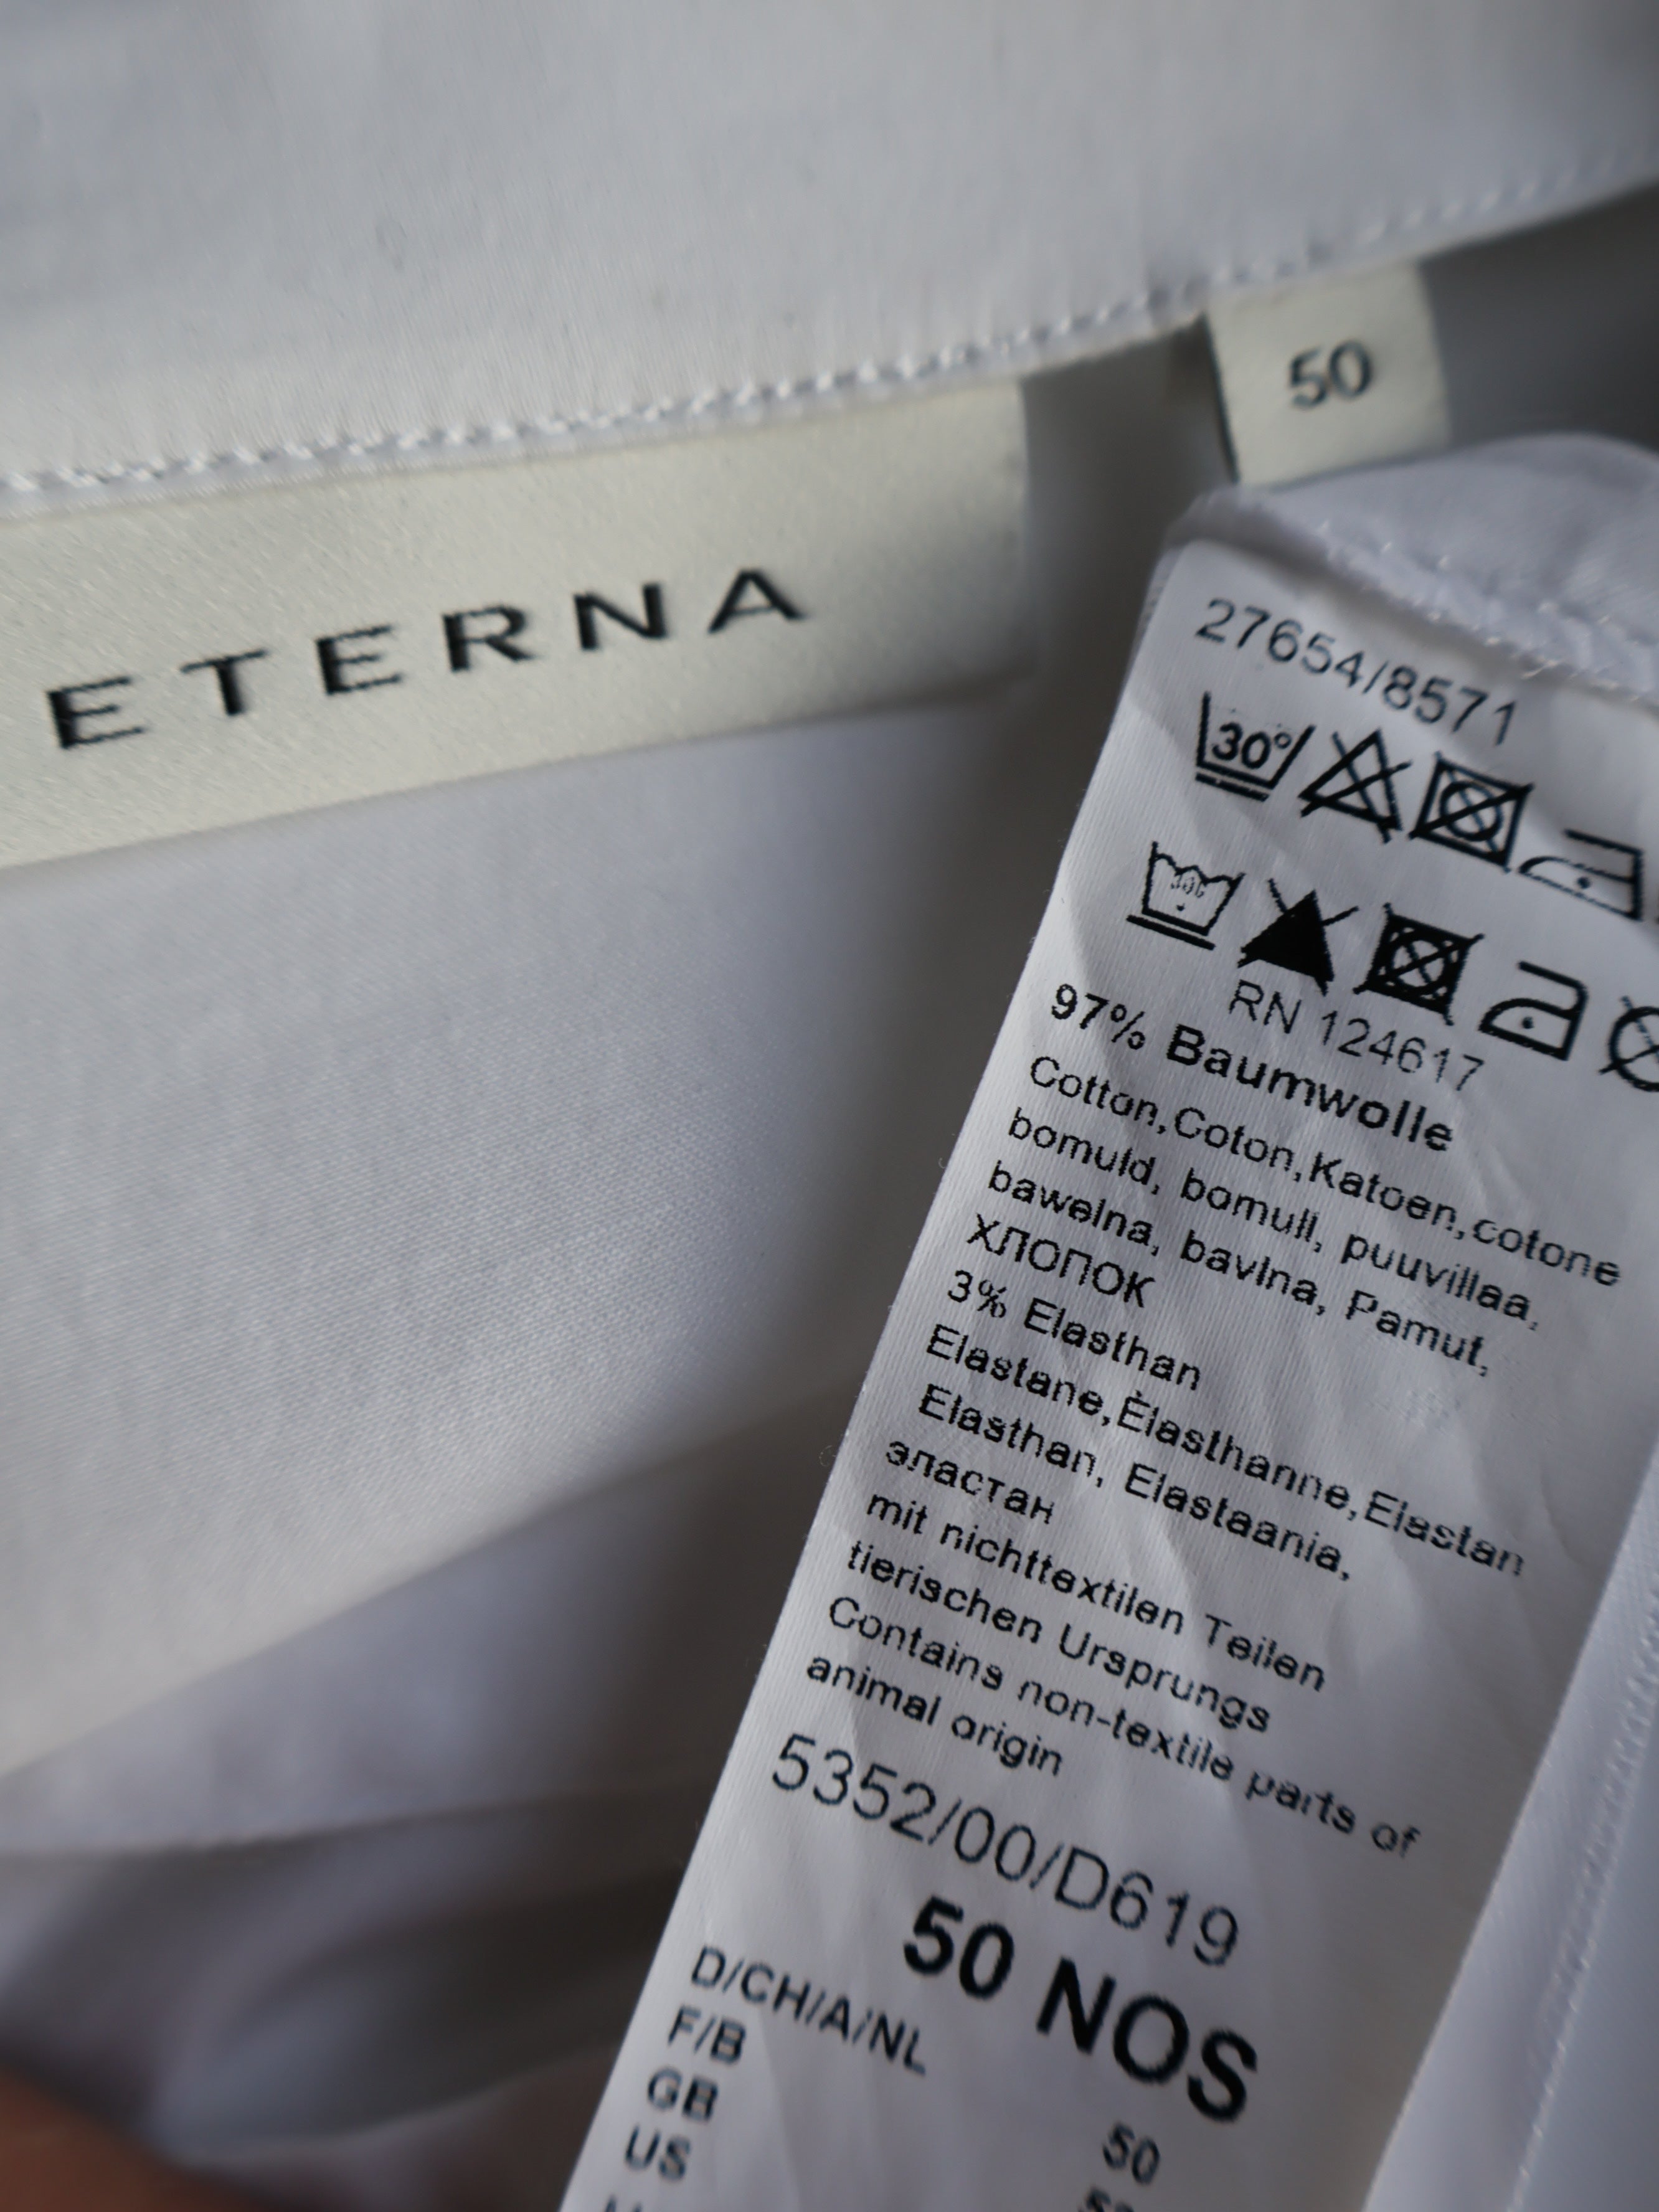 ETERNA
50
27654/8571
30°
30C
RN 124617
97% Baumwolle
Cotton,Coton,Katoen,cotone
bomuld, bomull, puuvillaa,
bawelna, bavlna, Pamut,
ХЛОПОК
3% Elasthan
Elastane,Élasthanne,Elastan
Elasthan, Elastaania,
эластан
mit nichttextilen Teilen
tierischen Ursprungs
Contains non-textile parts of
animal origin
5352/00/D619
50 NOS
D/CH/A/NL 50
F/B
GB
US